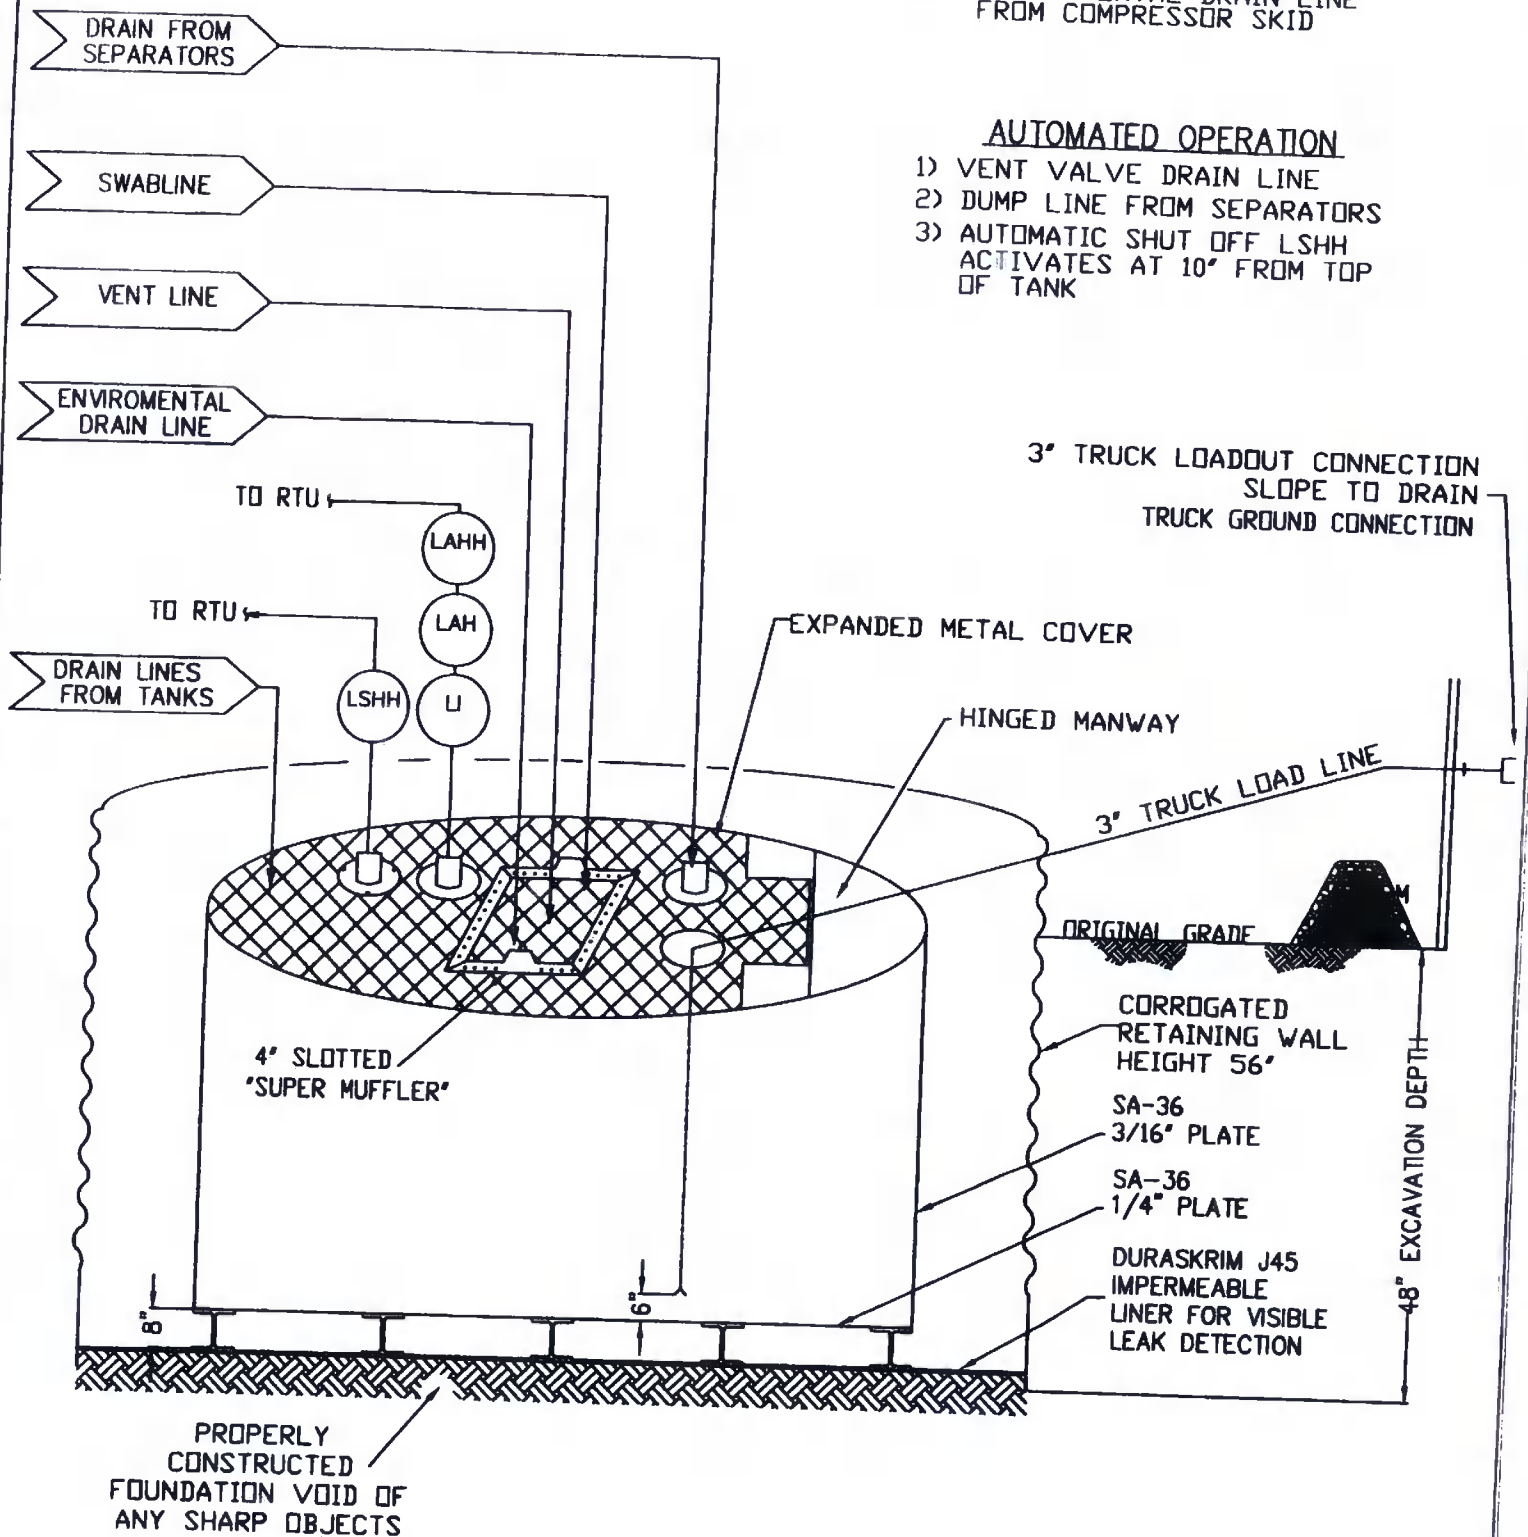 FROM COMPRESSOR SKID
DRAIN FROM
SEPARATORS
SWABLINE
VENT LINE
ENVIROMENTAL
DRAIN LINE
AUTOMATED OPERATION
1) VENT VALVE DRAIN LINE
2) DUMP LINE FROM SEPARATORS
3) AUTOMATIC SHUT OFF LSHH
ACTIVATES AT 10" FROM TOP
OF TANK
TO RTU
LAHH
TO RTU
LAH
DRAIN LINES
FROM TANKS
LSHH
LI
3" TRUCK LOADOUT CONNECTION
SLOPE TO DRAIN
TRUCK GROUND CONNECTION
EXPANDED METAL COVER
HINGED MANWAY
3" TRUCK LOAD LINE
M
ORIGINAL GRADE
CORROGATED
RETAINING WALL
HEIGHT 56"
4" SLOTTED
"SUPER MUFFLER"
SA-36
3/16" PLATE
SA-36
1/4" PLATE
DURASKRIM J45
IMPERMEABLE
LINER FOR VISIBLE
LEAK DETECTION
48" EXCAVATION DEPTH
8"
6"
PROPERLY
CONSTRUCTED
FOUNDATION VOID OF
ANY SHARP OBJECTS